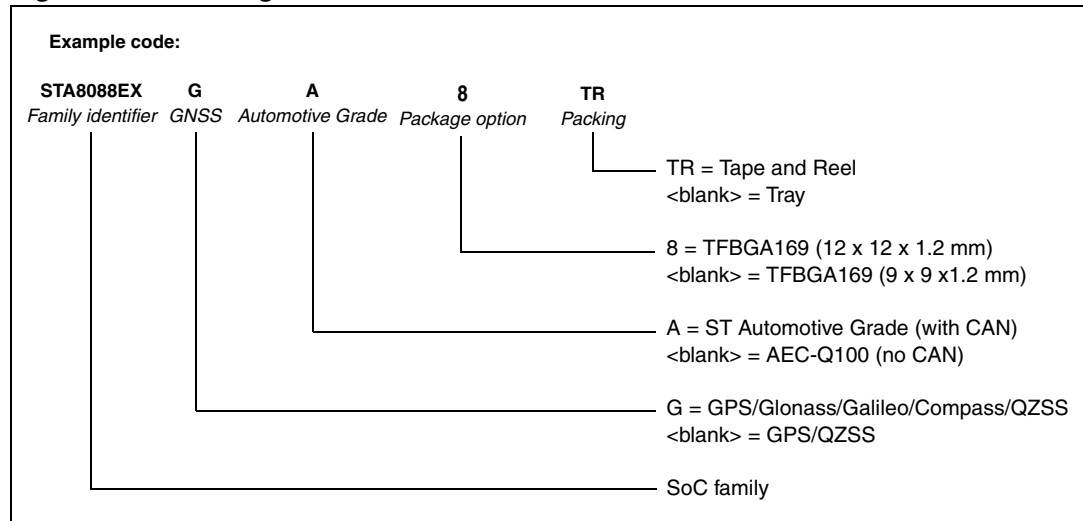 Example code:
STA8088EX G A 8 TR
Family identifier GNSS Automotive Grade Package option Packing
TR = Tape and Reel
<blank> = Tray
8 = TFBGA169 (12 x 12 x 1.2 mm)
<blank> = TFBGA169 (9 x 9 x1.2 mm)
A = ST Automotive Grade (with CAN)
<blank> = AEC-Q100 (no CAN)
G = GPS/Glonass/Galileo/Compass/QZSS
<blank> = GPS/QZSS
SoC family